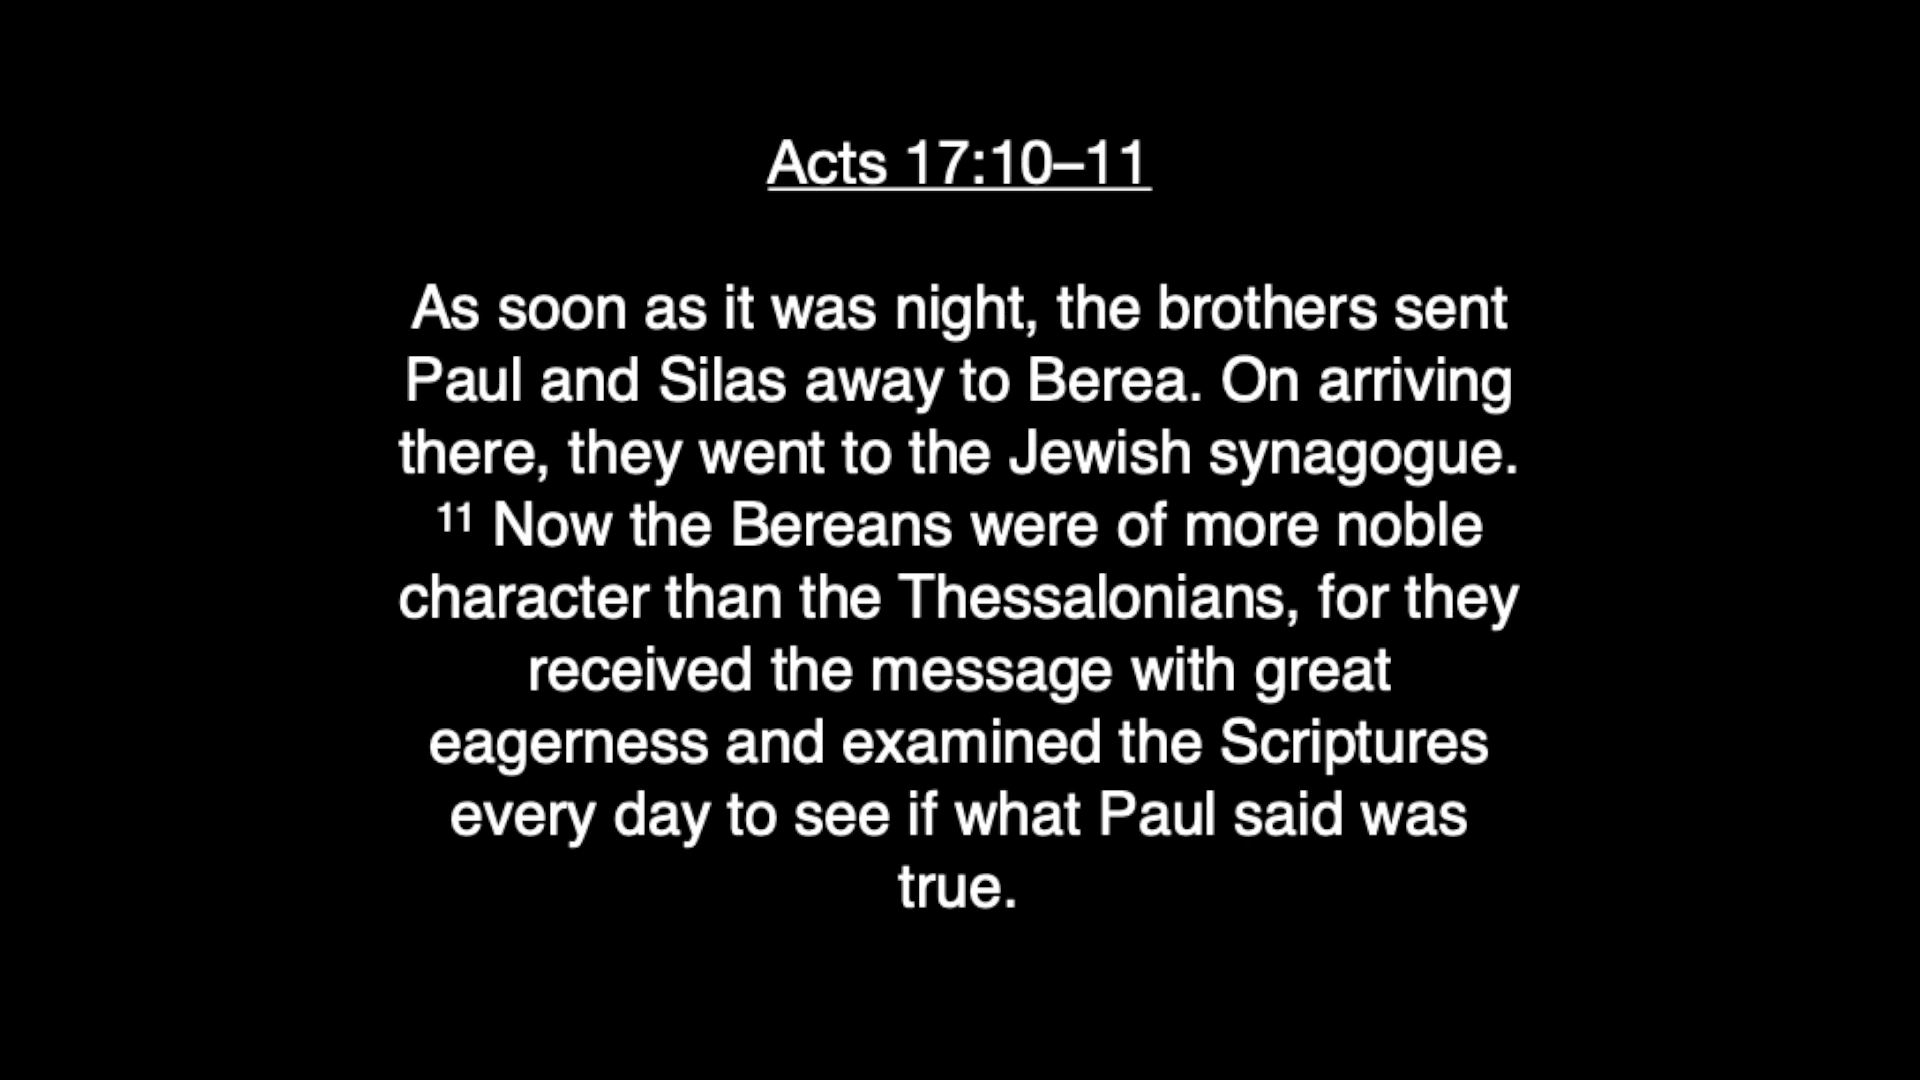 Acts 17:10–11
As soon as it was night, the brothers sent
Paul and Silas away to Berea. On arriving
there, they went to the Jewish synagogue.
¹¹ Now the Bereans were of more noble
character than the Thessalonians, for they
received the message with great
eagerness and examined the Scriptures
every day to see if what Paul said was
true.